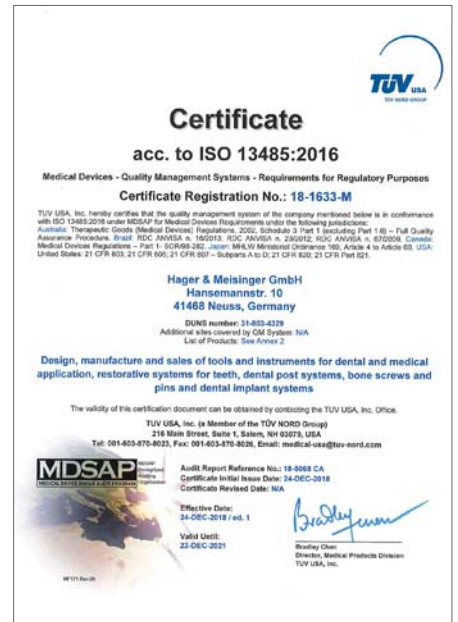 TÜV USA
TÜV NORD GROUP
Certificate
acc. to ISO 13485:2016
Medical Devices - Quality Management Systems - Requirements for Regulatory Purposes
Certificate Registration No.: 18-1633-M
TUV USA, Inc. hereby certifies that the quality management system of the company mentioned below is in conformance
with ISO 13485:2016 under MDSAP for Medical Devices Requirements under the following jurisdictions:
Australia: Therapeutic Goods (Medical Devices) Regulations, 2002, Schedule 3 Part 1 (excluding Part 1.6) – Full Quality
Assurance Procedure. Brazil: RDC ANVISA n. 16/2013; RDC ANVISA n. 23/2012; RDC ANVISA n. 67/2009. Canada:
Medical Devices Regulations – Part 1- SOR/98-282. Japan: MHLW Ministerial Ordinance 169, Article 4 to Article 68. USA:
United States: 21 CFR 803; 21 CFR 806; 21 CFR 807 – Subparts A to D; 21 CFR 820; 21 CFR Part 821.
Hager & Meisinger GmbH
Hansemannstr. 10
41468 Neuss, Germany
DUNS number: 31-803-4329
Additional sites covered by QM System: N/A
List of Products: See Annex 2
Design, manufacture and sales of tools and instruments for dental and medical
application, restorative systems for teeth, dental post systems, bone screws and
pins and dental implant systems
The validity of this certification document can be obtained by contacting the TUV USA, Inc. Office.
TUV USA, Inc. (a Member of the TÜV NORD Group)
215 Main Street, Suite 1, Salem, NH 03079, USA
Tel: 001-603-870-8023, Fax: 001-603-870-8026, Email: medical-usa@tuv-nord.com
MDSAP
MEDICAL DEVICE SINGLE AUDIT PROGRAM
Audit Report Reference No.: 18-5068 CA
Certificate Initial Issue Date: 24-DEC-2018
Certificate Revised Date: N/A
Effective Date:
24-DEC-2018 / ed. 1
Valid Until:
23-DEC-2021
Bradley Chen
Director, Medical Products Division
TUV USA, Inc.